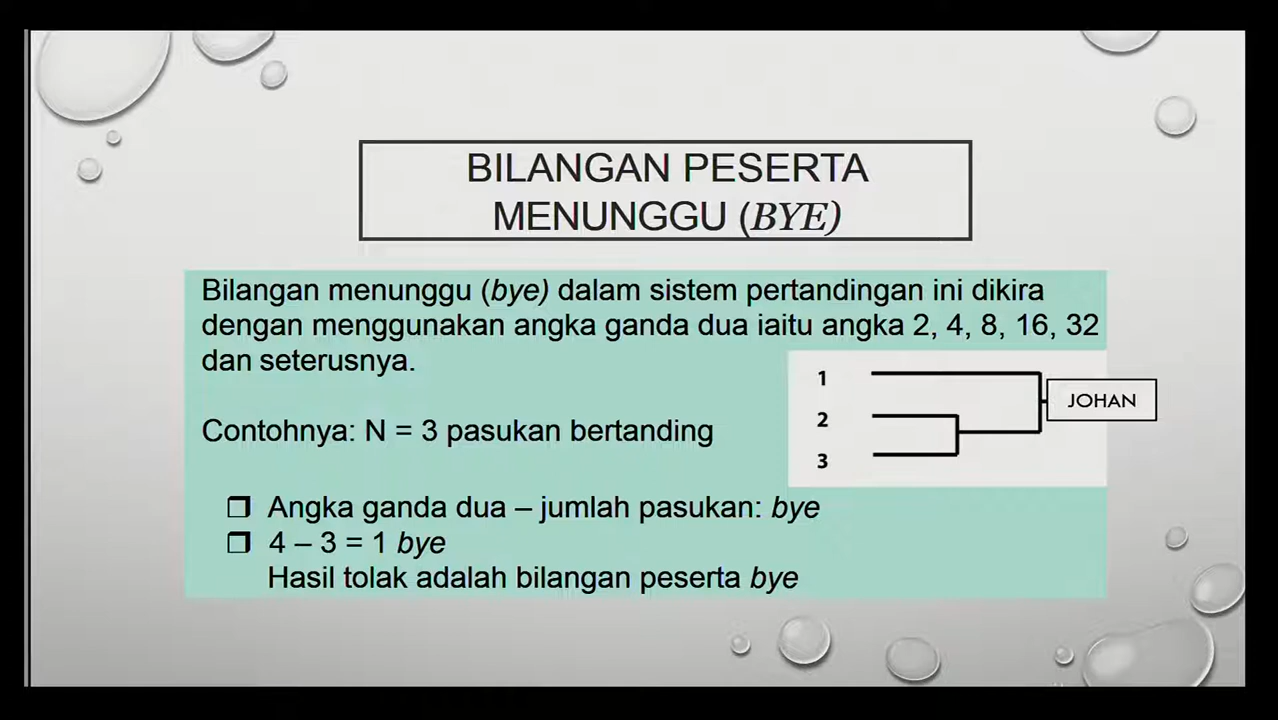 BILANGAN PESERTA
MENUNGGU (BYE)
Bilangan menunggu (bye) dalam sistem pertandingan ini dikira
dengan menggunakan angka ganda dua iaitu angka 2, 4, 8, 16, 32
dan seterusnya.
1
JOHAN
2
Contohnya: N = 3 pasukan bertanding
3
❒ Angka ganda dua – jumlah pasukan: bye
❒ 4 – 3 = 1 bye
Hasil tolak adalah bilangan peserta bye